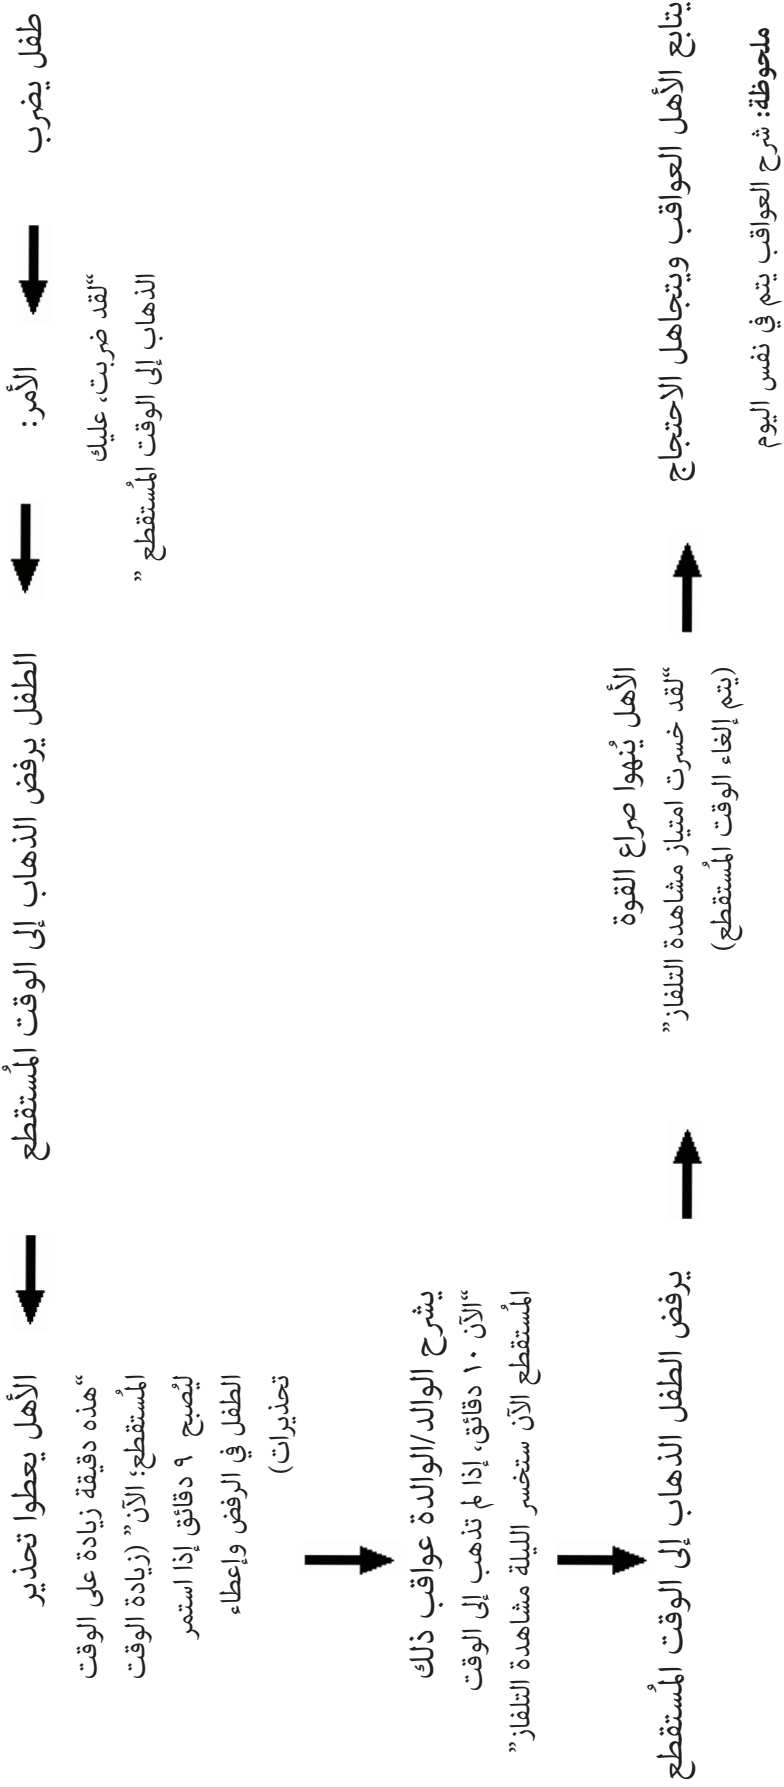 طفل يضرب
الأمر:
“لقد ضربت، عليك
الذهاب إلى الوقت المُستقطع ”
الطفل يرفض الذهاب إلى الوقت المُستقطع
الأهل يعطوا تحذير
“هذه دقيقة زيادة على الوقت
المُستقطع: الآن” (زيادة الوقت
ليُصبح ٩ دقائق إذا استمر
الطفل في الرفض وإعطاء
تحذيرات)
يشرح الوالد/الوالدة عواقب ذلك
“الآن ١٠ دقائق، إذا لم تذهب إلى الوقت
المُستقطع الآن ستخسر الليلة مشاهدة التلفاز”
يرفض الطفل الذهاب إلى الوقت المُستقطع
الأهل يُنهوا صراع القوة
“لقد خسرت امتياز مشاهدة التلفاز”
(يتم إلغاء الوقت المُستقطع)
يتابع الأهل العواقب ويتجاهل الاحتجاج
ملحوظة: شرح العواقب يتم في نفس اليوم